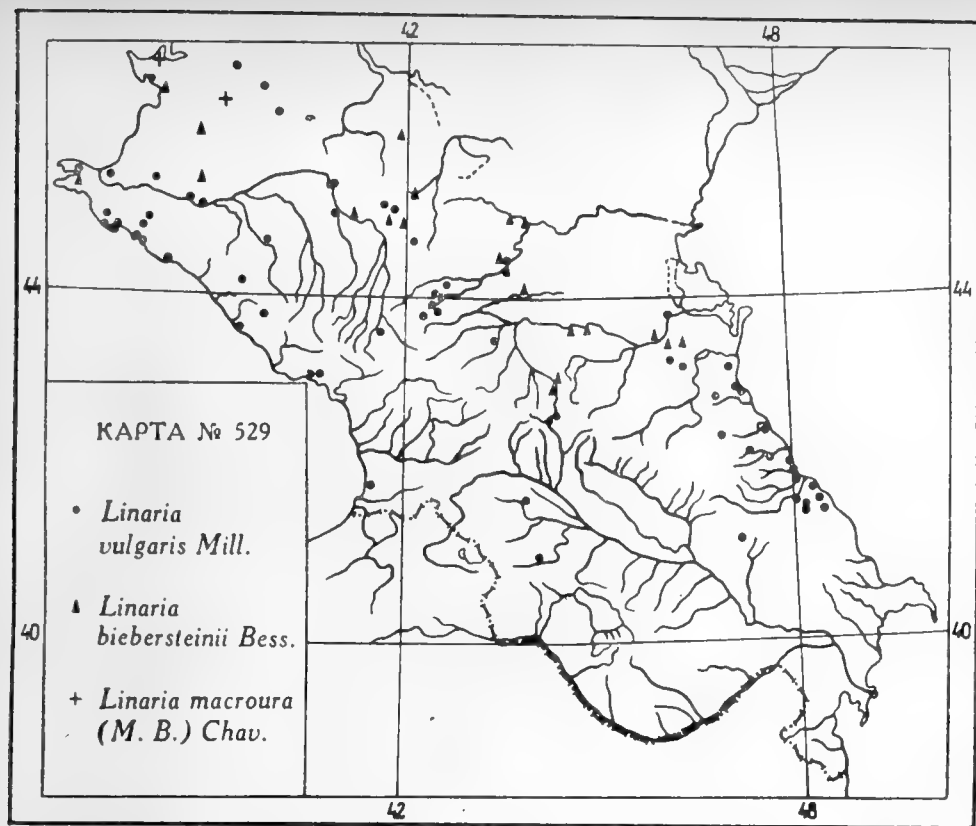 42 48
44 44
КАРТА № 529
Linaria
vulgaris Mill.
Linaria
biebersteinii Bess.
40 40
Linaria macroura
(M. B.) Chav.
42 48